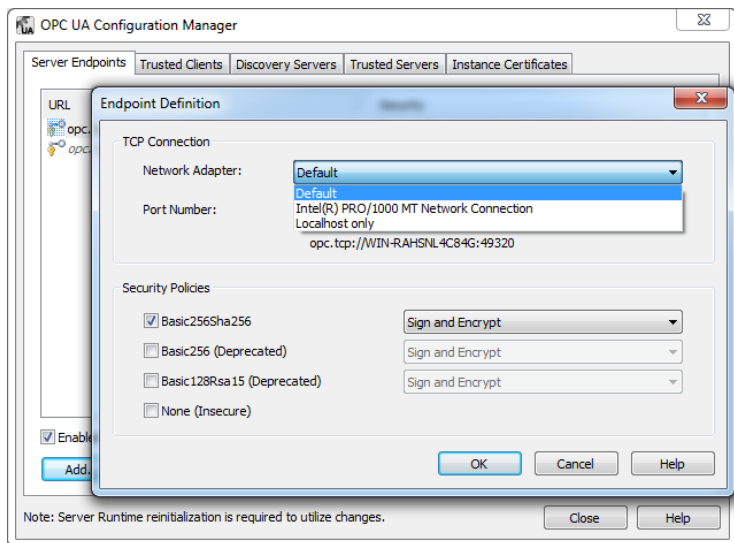 OPC UA Configuration Manager
Server Endpoints Trusted Clients Discovery Servers Trusted Servers Instance Certificates
URL
opc.
opc.
Endpoint Definition
TCP Connection
Network Adapter: Default
Default
Port Number: Intel(R) PRO/1000 MT Network Connection
Localhost only
opc.tcp://WIN-RAHSNL4C84G:49320
Security Policies
Basic256Sha256 Sign and Encrypt
Basic256 (Deprecated) Sign and Encrypt
Basic128Rsa15 (Deprecated) Sign and Encrypt
None (Insecure)
Enable
Add.
OK Cancel Help
Note: Server Runtime reinitialization is required to utilize changes.
Close Help